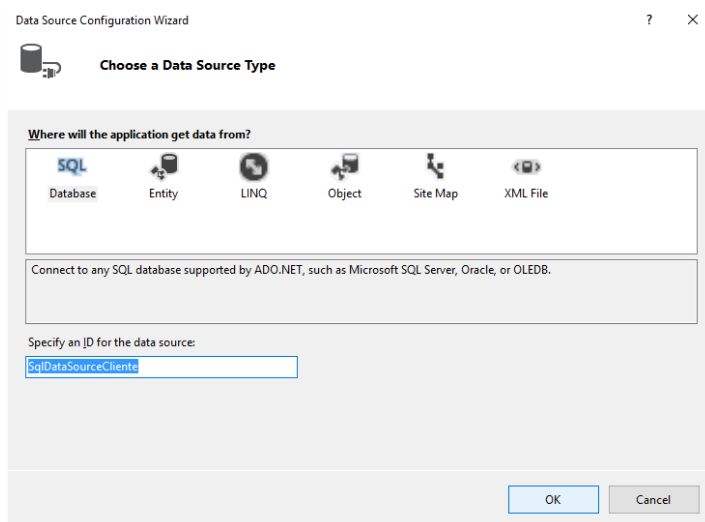 Data Source Configuration Wizard
?
Choose a Data Source Type
Where will the application get data from?
SQL
Database
Entity
LINQ
Object
Site Map
XML File
Connect to any SQL database supported by ADO.NET, such as Microsoft SQL Server, Oracle, or OLEDB.
Specify an ID for the data source:
SqlDataSourceCliente
OK
Cancel